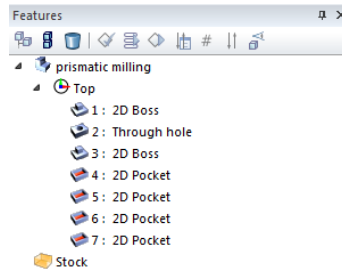 Features
prismatic milling
Top
1 : 2D Boss
2 : Through hole
3 : 2D Boss
4 : 2D Pocket
5 : 2D Pocket
6 : 2D Pocket
7 : 2D Pocket
Stock